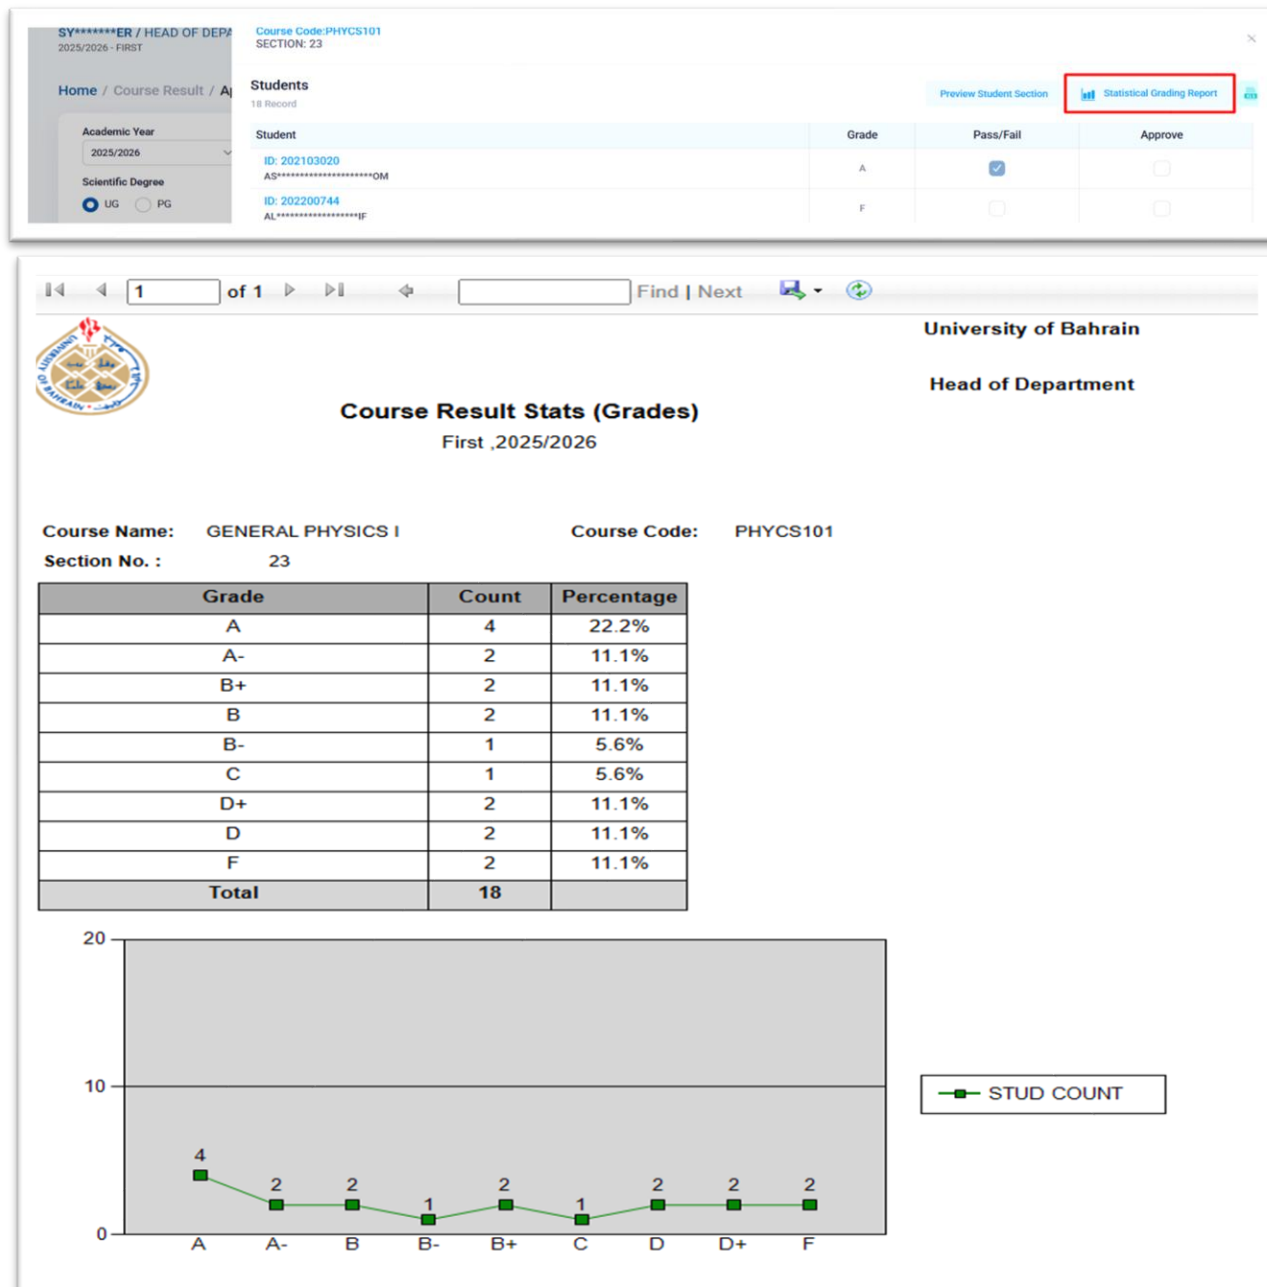 SY*******ER / HEAD OF DEPA
2025/2026 - FIRST
Course Code:PHYCS101
SECTION: 23
Home / Course Result / A
Students
18 Record
Preview Student Section
Statistical Grading Report
Academic Year
2025/2026
Scientific Degree
UG PG
Student Grade Pass/Fail Approve
ID: 202103020
AS**********************OM
A
ID: 202200744
AL******************IF
F
1 of 1 Find | Next
University of Bahrain
Head of Department
UNIVERSITY OF BAHRAIN
Course Result Stats (Grades)
First ,2025/2026
Course Name: GENERAL PHYSICS I Course Code: PHYCS101
Section No. : 23
Grade Count Percentage
A 4 22.2%
A- 2 11.1%
B+ 2 11.1%
B 2 11.1%
B- 1 5.6%
C 1 5.6%
D+ 2 11.1%
D 2 11.1%
F 2 11.1%
Total 18
20
10
0
4 2 2 1 2 1 2 2 2
A A- B B- B+ C D D+ F
STUD COUNT